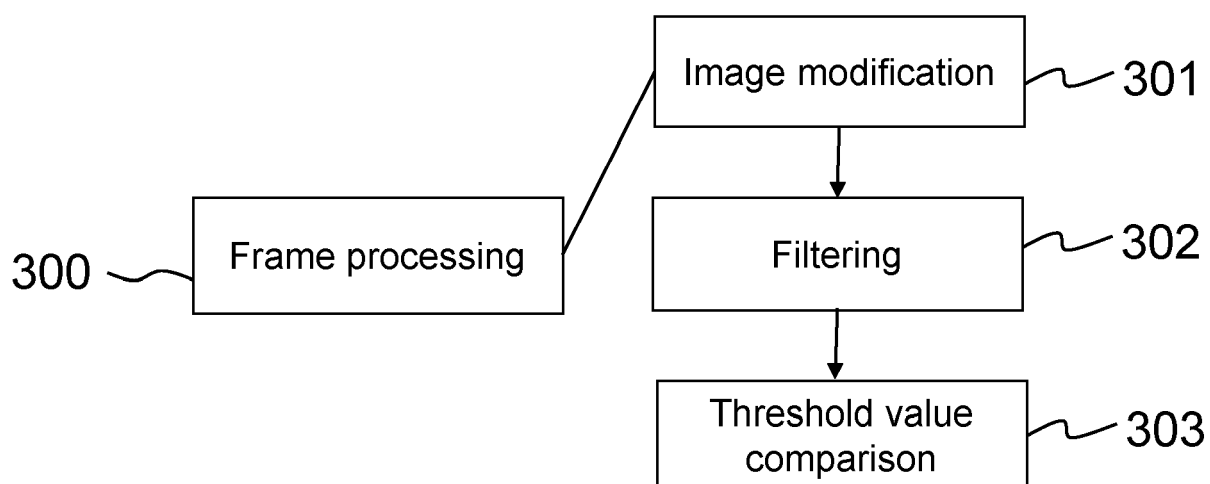 Image modification
301
Frame processing
300
Filtering
302
Threshold value
comparison
303